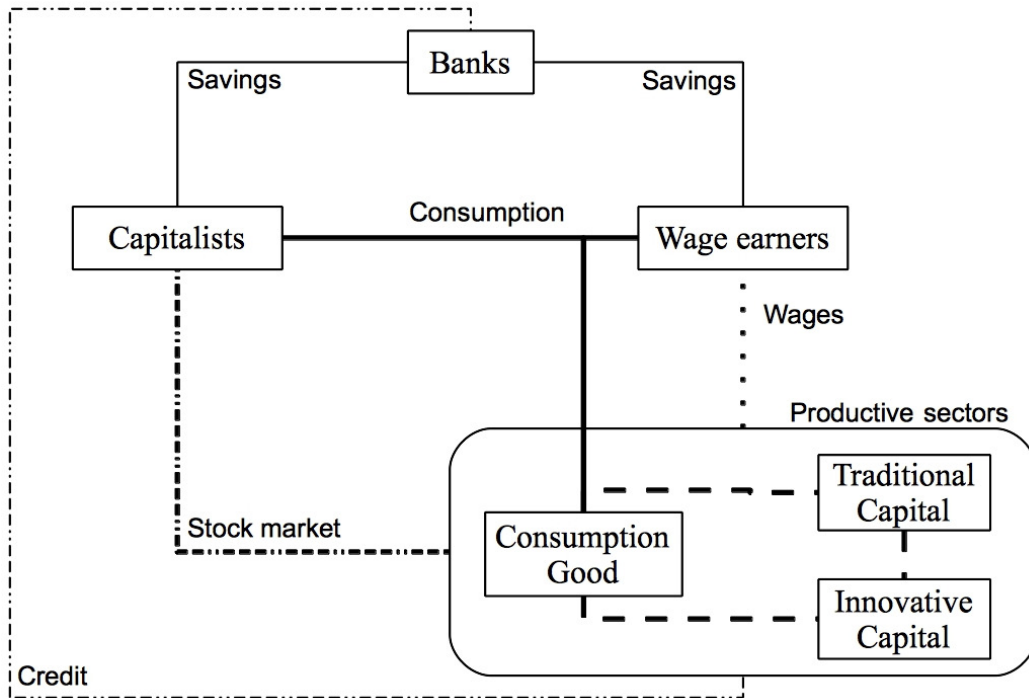 Banks
Savings
Savings
Consumption
Capitalists
Wage earners
Wages
Productive sectors
Traditional
Capital
Stock market
Consumption
Good
Innovative
Capital
Credit